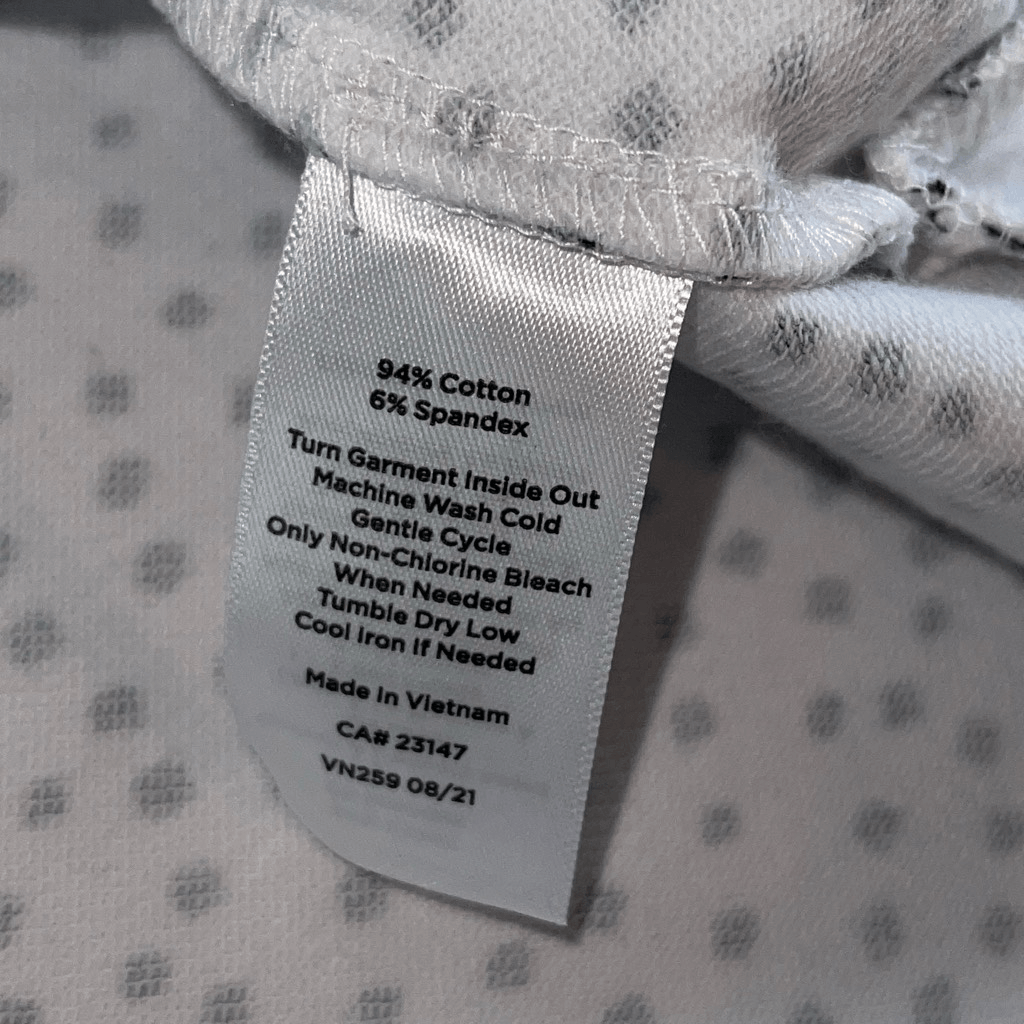 94% Cotton
6% Spandex
Turn Garment Inside Out
Machine Wash Cold
Gentle Cycle
Only Non-Chlorine Bleach
When Needed
Tumble Dry Low
Cool Iron If Needed
Made In Vietnam
CA# 23147
VN259 08/21